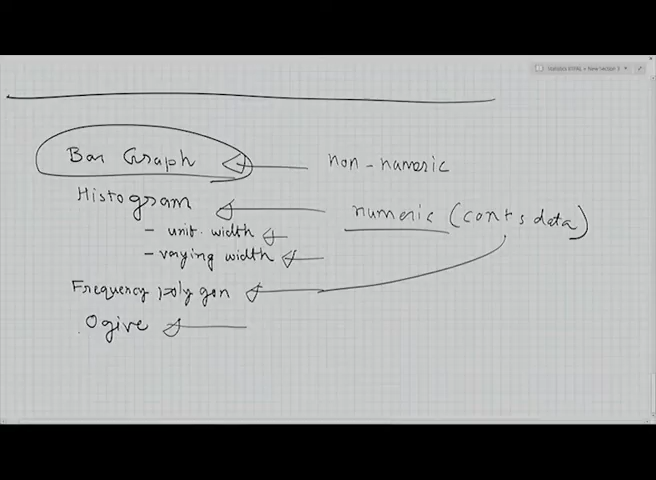 Bar Graph non-numeric
Histogram numeric (cont s data)
- unit width
- varying width
Frequency polygon
Ogive